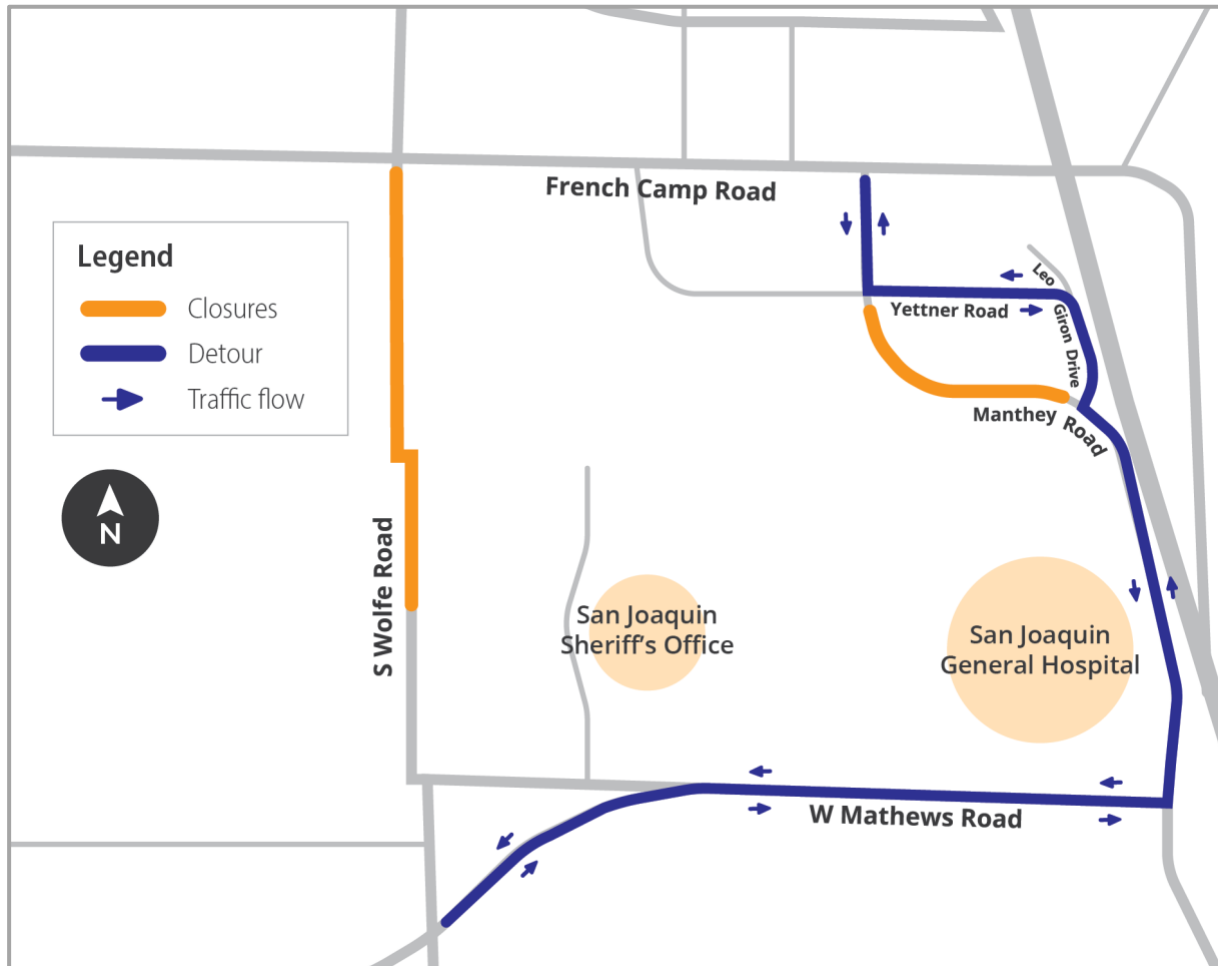 French Camp Road
Legend
Closures
Detour
Traffic flow
N
Leo
Giron Drive
Yettner Road
Manthey Road
S Wolfe Road
San Joaquin
Sheriff's Office
San Joaquin
General Hospital
W Mathews Road